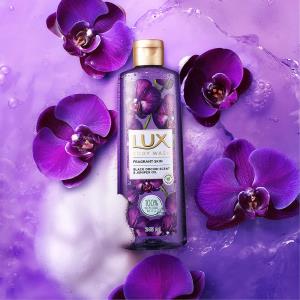 LUX
BODY WASH
FRAGRANT SKIN
BLACK ORCHID SCENT
& JUNIPER OIL
100%